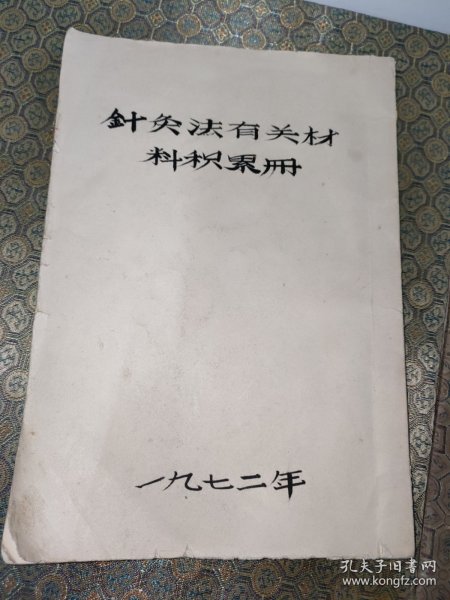 針灸法有关材
料积累册
一九七二年
孔夫子旧书网
www.kongfz.com